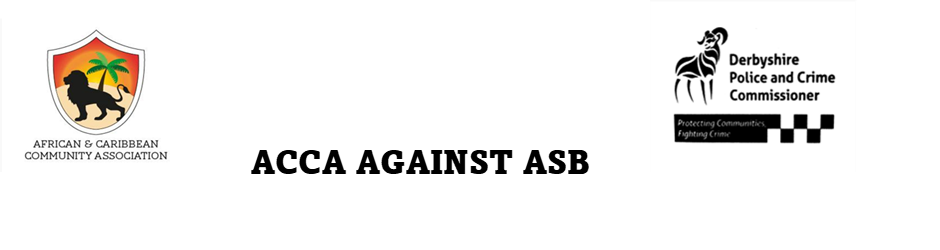 AFRICAN & CARIBBEAN
COMMUNITY ASSOCIATION
ACCA AGAINST ASB
Derbyshire
Police and Crime
Commissioner
Protecting Communities,
Fighting Crime